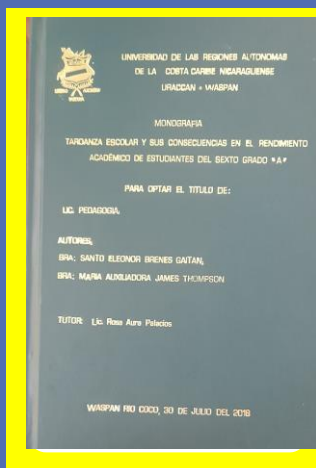 UNIVERSIDAD DE LAS REGIONES AUTONOMAS
DE LA COSTA CARIBE NICARAGUENSE
URACCAN - WASPAN
MONOGRAFIA
TARDANZA ESCOLAR Y SUS CONSECUENCIAS EN EL RENDIMIENTO
ACADÉMICO DE ESTUDIANTES DEL SEXTO GRADO "A"
PARA OPTAR EL TITULO DE:
LIC. PEDAGOGIA.
AUTORES,
BRA; SANTO ELEONOR BRENES GAITAN,
BRA; MARIA AUXILIADORA JAMES THOMPSON
TUTOR: Lic. Rosa Aura Palacios
WASPAN RIO COCO, 30 DE JULIO DEL 2018